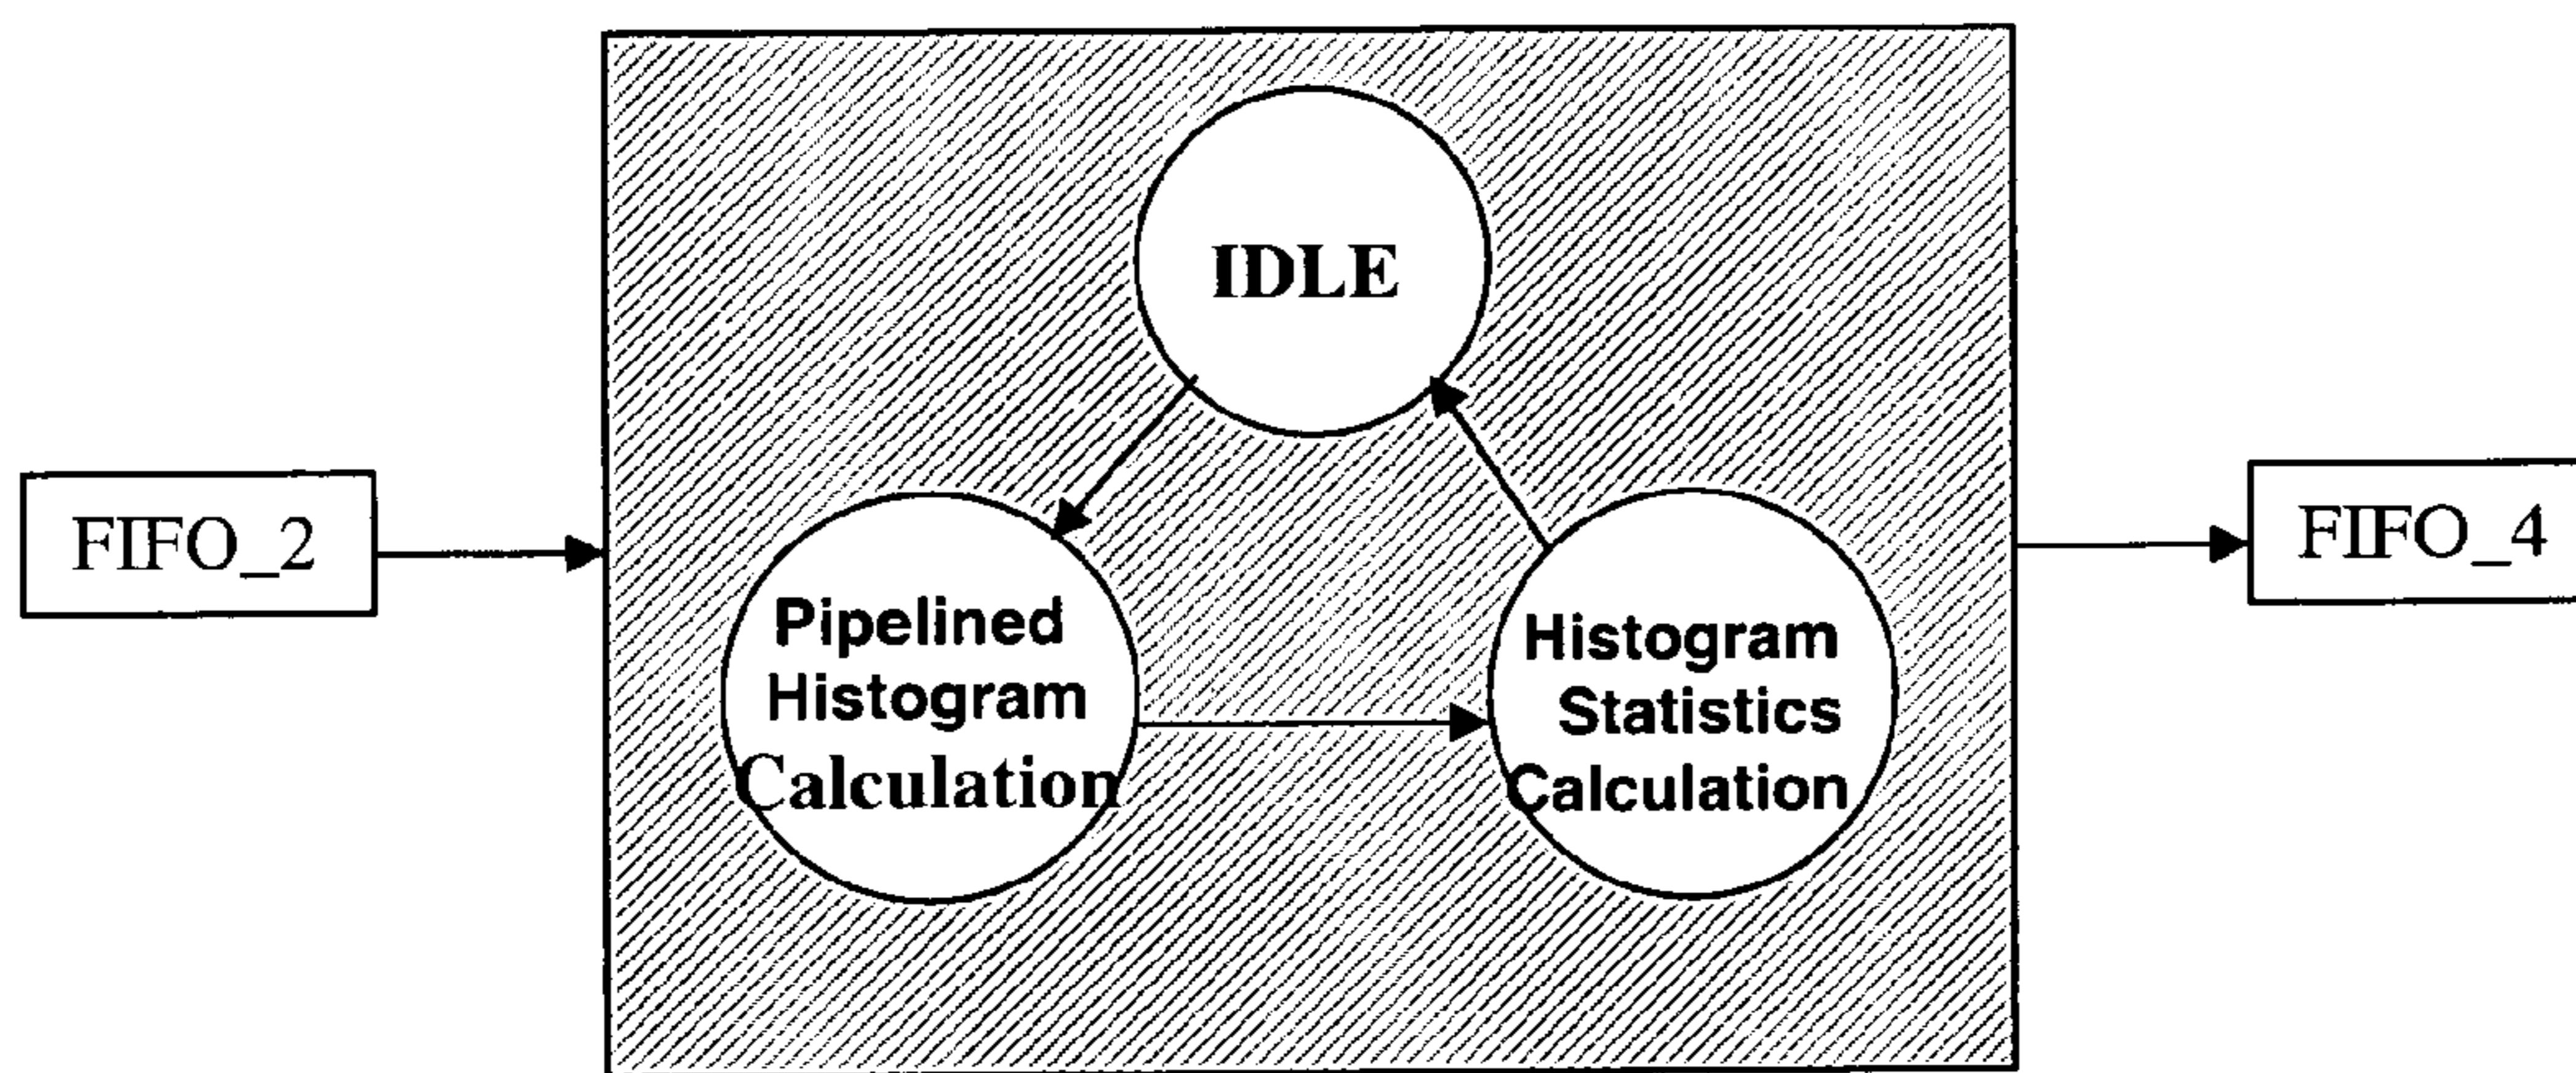 IDLE
FIFO_2
Pipelined
Histogram
Calculation
Histogram
Statistics
Calculation
FIFO_4